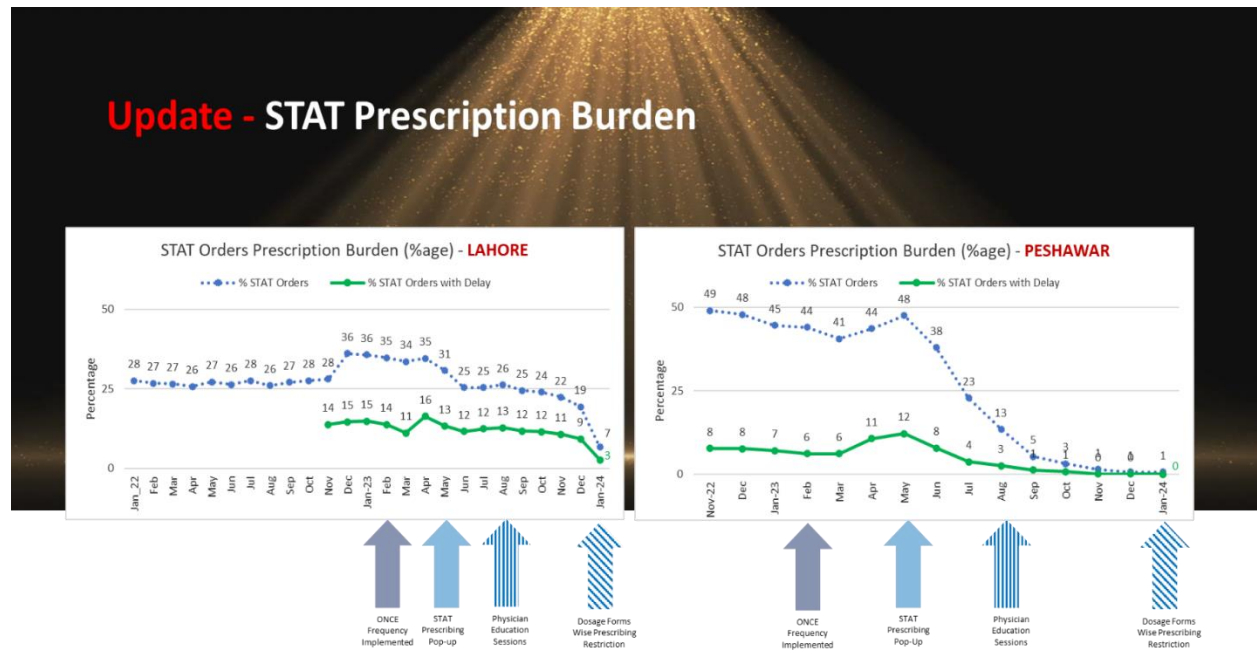 Update - STAT Prescription Burden
STAT Orders Prescription Burden (%age) - LAHORE
% STAT Orders
% STAT Orders with Delay
Percentage
50
25
0
28 27 27 26 27 26 28 26 27 28 28 36 36 35 34 35 31 25 25 26 25 24 22 19 7
14 15 15 14 11 16 13 12 12 13 12 12 11 9 3
Jan_22 Feb Mar Apr May Jun Jul Aug Sep Oct Nov Dec Jan-23 Feb Mar Apr May Jun Jul Aug Sep Oct Nov Dec Jan-24
ONCE
Frequency
Implemented
STAT
Prescribing
Pop-up
Physician
Education
Sessions
Dosage Forms
Wise Prescribing
Restriction
STAT Orders Prescription Burden (%age) - PESHAWAR
% STAT Orders
% STAT Orders with Delay
Percentage
50
25
0
49 48 45 44 41 44 48 38 23 13 5 3 1 1 1
8 8 7 6 6 11 12 8 4 3 1 1 0 0 0
Nov-22 Dec Jan-23 Feb Mar Apr May Jun Jul Aug Sep Oct Nov Dec Jan-24
ONCE
Frequency
Implemented
STAT
Prescribing
Pop-Up
Physician
Education
Sessions
Dosage Forms
Wise Prescribing
Restriction